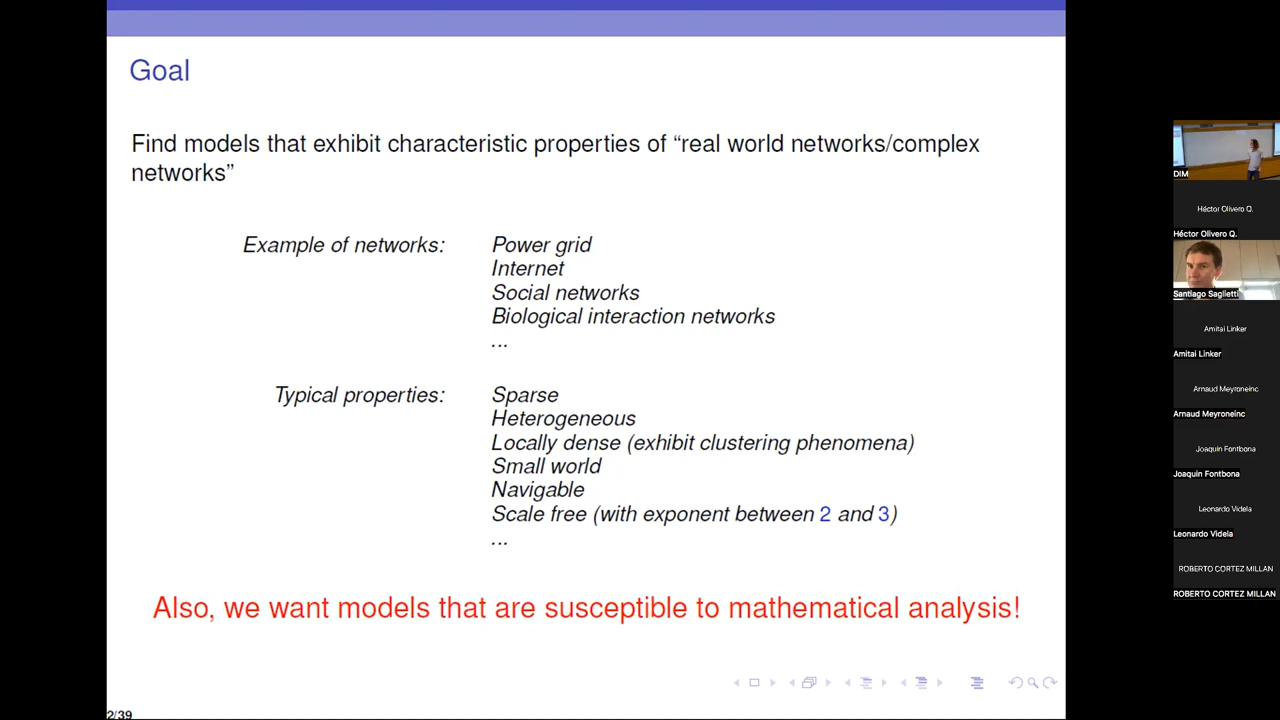 Goal
Find models that exhibit characteristic properties of “real world networks/complex
networks”
Example of networks: Power grid
Internet
Social networks
Biological interaction networks
...
Typical properties: Sparse
Heterogeneous
Locally dense (exhibit clustering phenomena)
Small world
Navigable
Scale free (with exponent between 2 and 3)
...
Also, we want models that are susceptible to mathematical analysis!
2/39
DIM
Héctor Olivero Q.
Héctor Olivero Q.
Santiago Saglietti
Amitai Linker
Amitai Linker
Arnaud Meyroneinc
Arnaud Meyroneinc
Joaquin Fontbona
Joaquin Fontbona
Leonardo Videla
Leonardo Videla
ROBERTO CORTEZ MILLAN
ROBERTO CORTEZ MILLAN